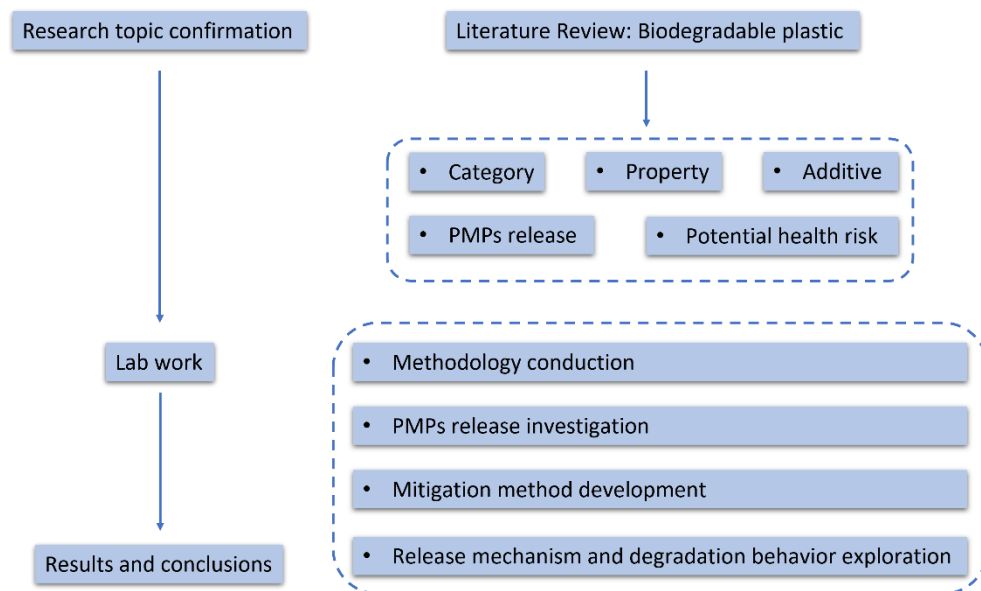 Research topic confirmation
Literature Review: Biodegradable plastic
• Category
• Property
• Additive
• PMPs release
• Potential health risk
Lab work
• Methodology conduction
• PMPs release investigation
• Mitigation method development
• Release mechanism and degradation behavior exploration
Results and conclusions